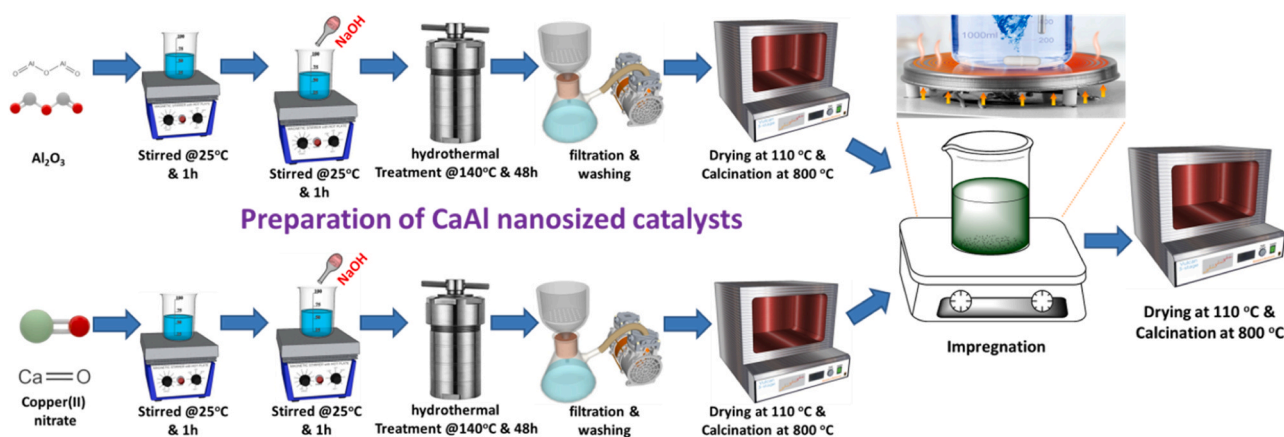 NaOH
1000ml
200
Al₂O₃
Stirred @25°C
& 1h
Stirred @25°C
& 1h
hydrothermal
Treatment @140°C & 48h
filtration &
washing
Drying at 110 °C &
Calcination at 800 °C
Preparation of CaAl nanosized catalysts
NaOH
Ca=O
Copper(II)
nitrate
Stirred @25°C
& 1h
Stirred @25°C
& 1h
hydrothermal
Treatment @140°C & 48h
filtration &
washing
Drying at 110 °C &
Calcination at 800 °C
Impregnation
Drying at 110 °C &
Calcination at 800 °C